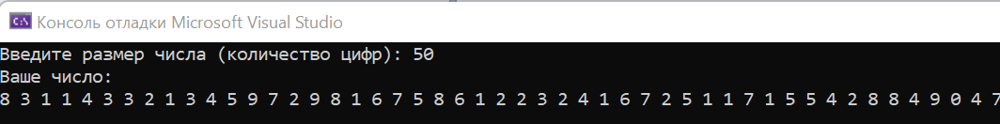 Консоль отладки Microsoft Visual Studio
Введите размер числа (количество цифр): 50
Ваше число:
8 3 1 1 4 3 3 2 1 3 4 5 9 7 2 9 8 1 6 7 5 8 6 1 2 2 3 2 4 1 6 7 2 5 1 1 7 1 5 5 4 2 8 8 4 9 0 4 7